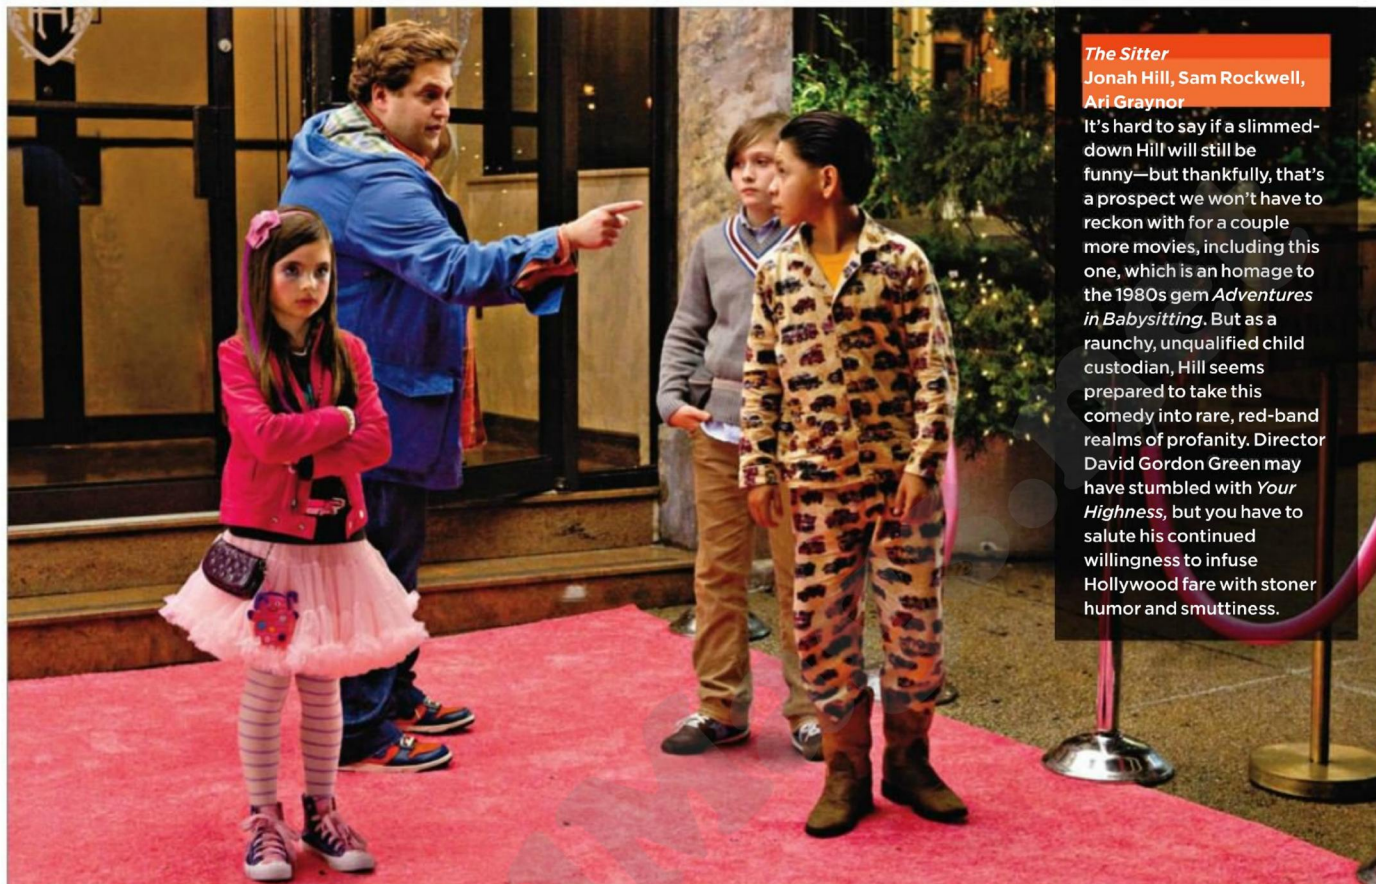 The Sitter
Jonah Hill, Sam Rockwell,
Ari Graynor
It's hard to say if a slimmed-
down Hill will still be
funny—but thankfully, that's
a prospect we won't have to
reckon with for a couple
more movies, including this
one, which is an homage to
the 1980s gem Adventures
in Babysitting. But as a
raunchy, unqualified child
custodian, Hill seems
prepared to take this
comedy into rare, red-band
realms of profanity. Director
David Gordon Green may
have stumbled with Your
Highness, but you have to
salute his continued
willingness to infuse
Hollywood fare with stoner
humor and smuttiness.